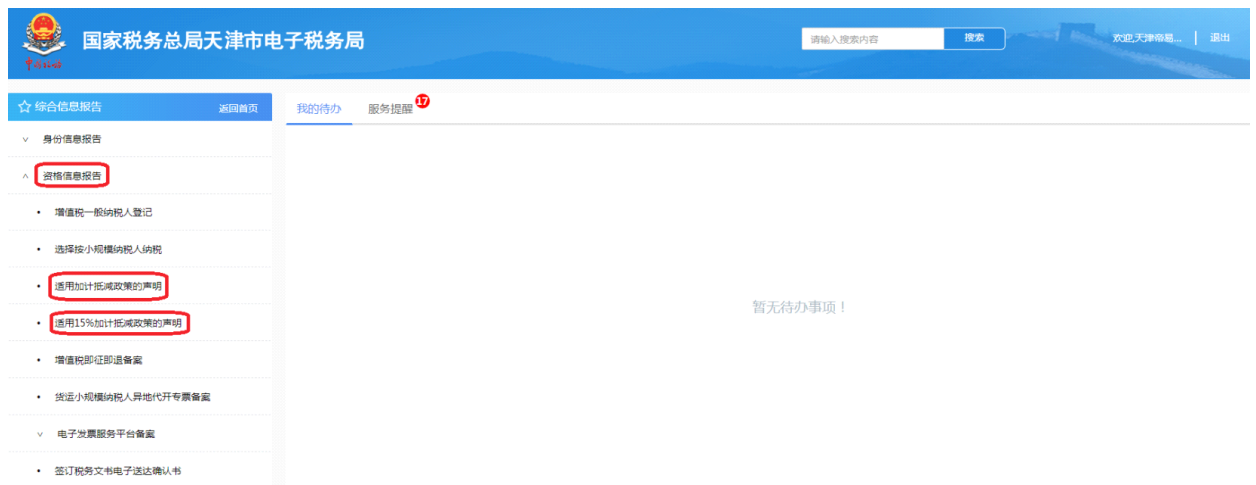 国家税务总局天津市电子税务局
请输入搜索内容
搜索
欢迎,天津帝易...
退出
中国税务
综合信息报告
返回首页
我的待办
服务提醒
17
身份信息报告
资格信息报告
增值税一般纳税人登记
选择按小规模纳税人纳税
适用加计抵减政策的声明
适用15%加计抵减政策的声明
暂无待办事项！
增值税即征即退备案
货运小规模纳税人异地代开专票备案
电子发票服务平台备案
签订税务文书电子送达确认书